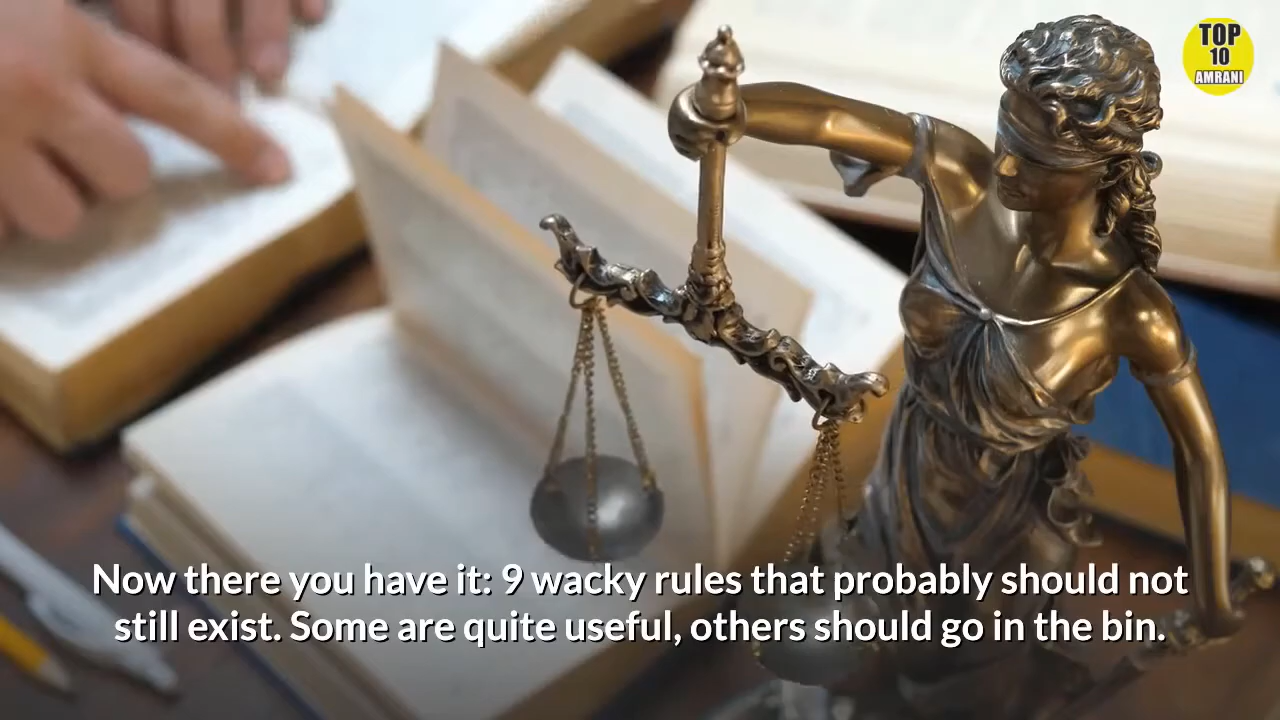 TOP
10
AMRANI
Now there you have it: 9 wacky rules that probably should not
still exist. Some are quite useful, others should go in the bin.